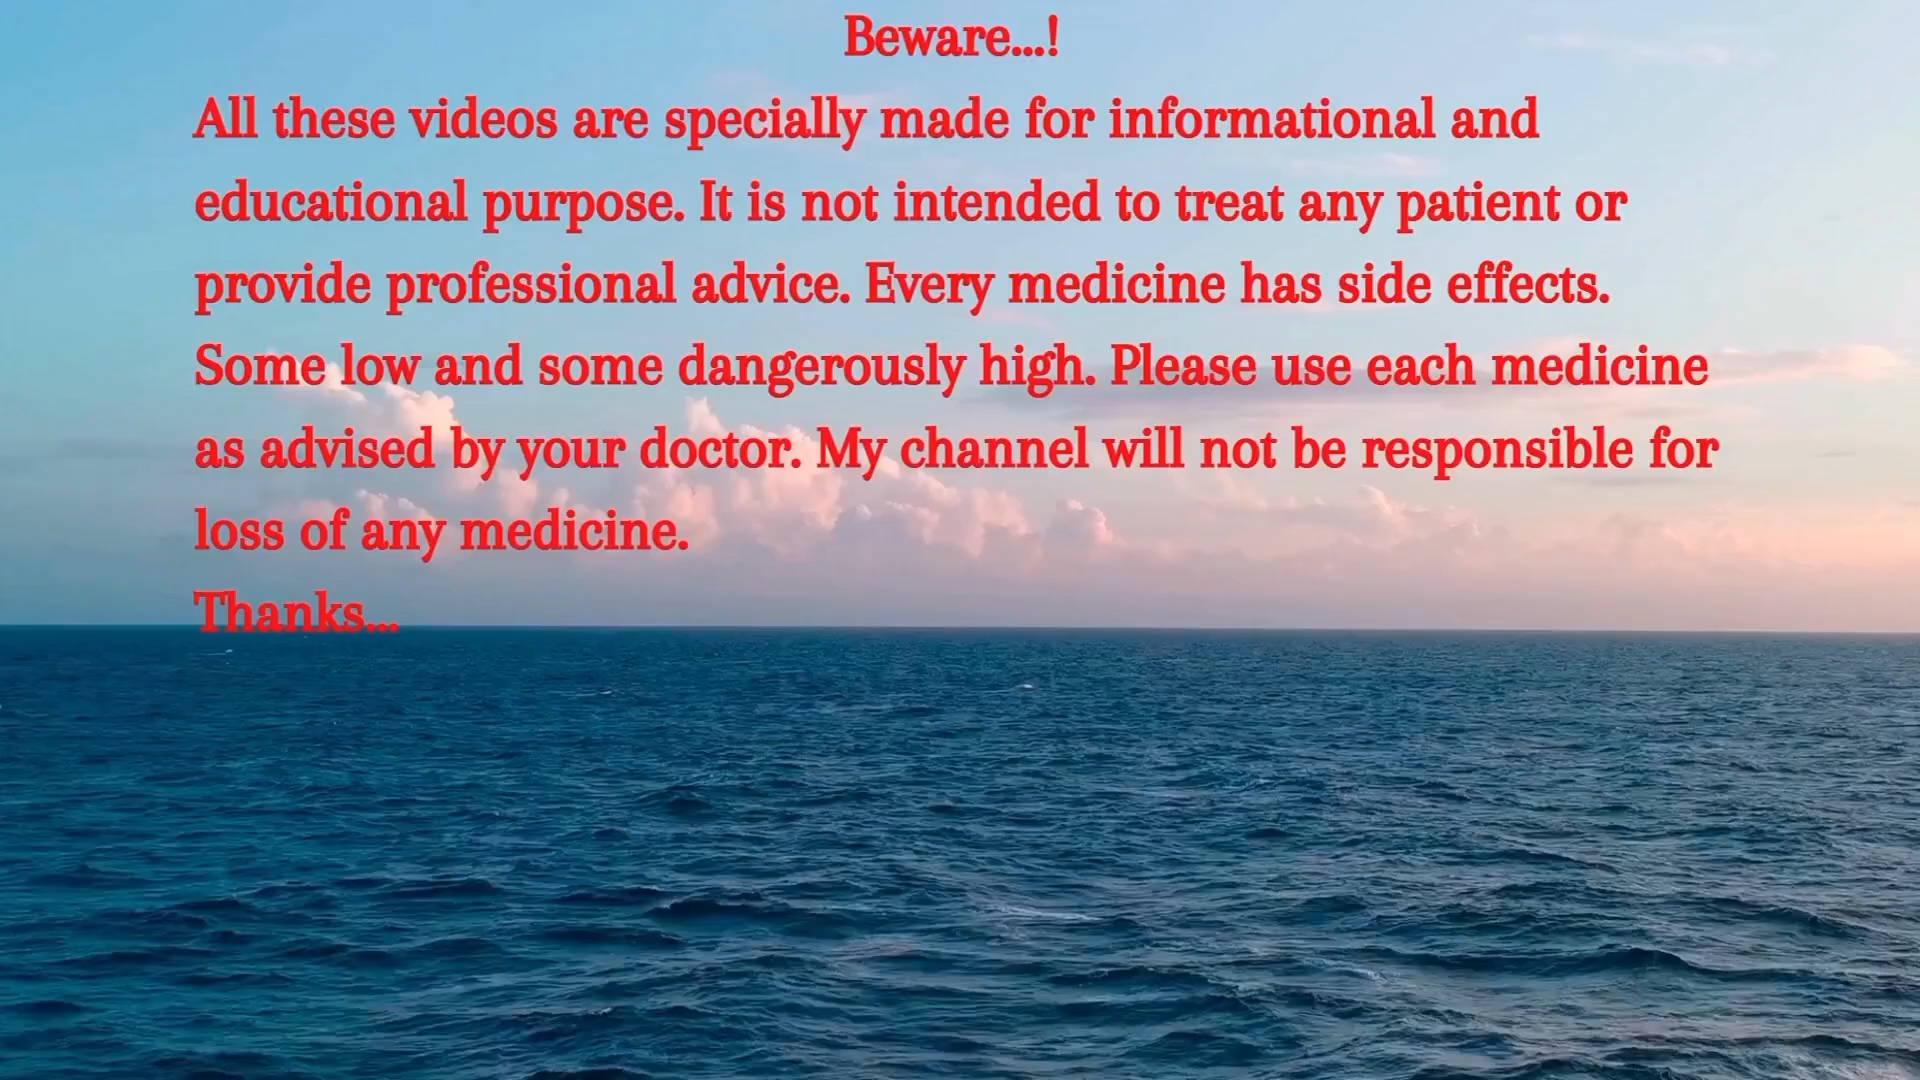 Beware...!
All these videos are specially made for informational and
educational purpose. It is not intended to treat any patient or
provide professional advice. Every medicine has side effects.
Some low and some dangerously high. Please use each medicine
as advised by your doctor. My channel will not be responsible for
loss of any medicine.
Thanks...